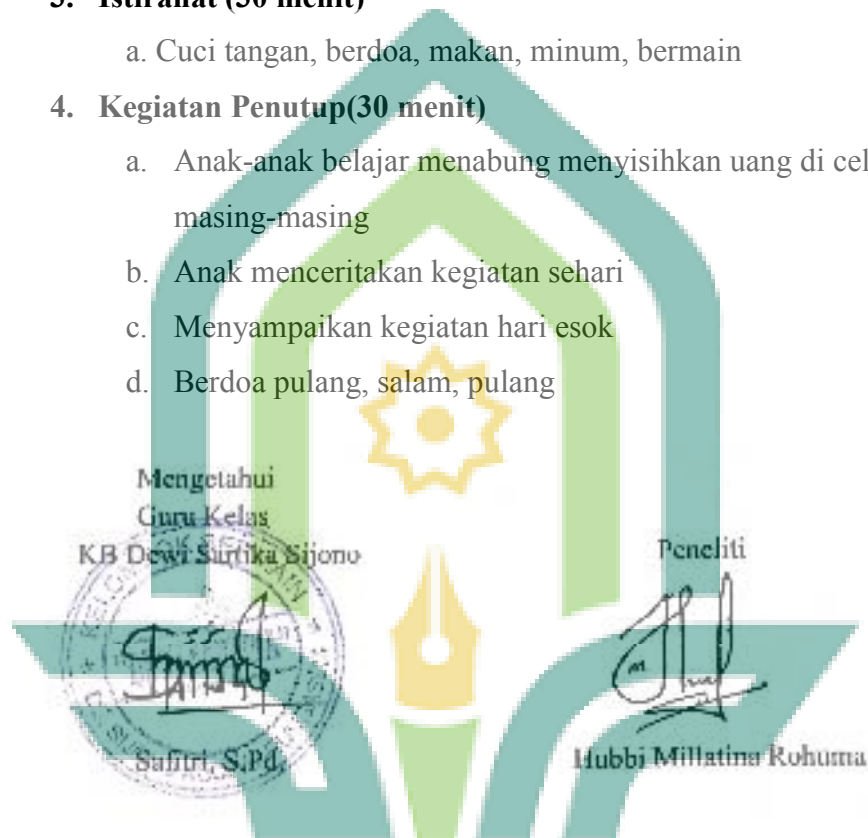 3. Istirahat (30 menit)
a. Cuci tangan, berdoa, makan, minum, bermain
4. Kegiatan Penutup(30 menit)
a. Anak-anak belajar menabung menyisihkan uang di cel
masing-masing
b. Anak menceritakan kegiatan sehari
c. Menyampaikan kegiatan hari esok
d. Berdoa pulang, salam, pulang
Mengetahui
Guru Kelas
KB Dewi Sartika Sijono
Peneliti
Safitri, S.Pd.
Hubbi Millatina Rohuma